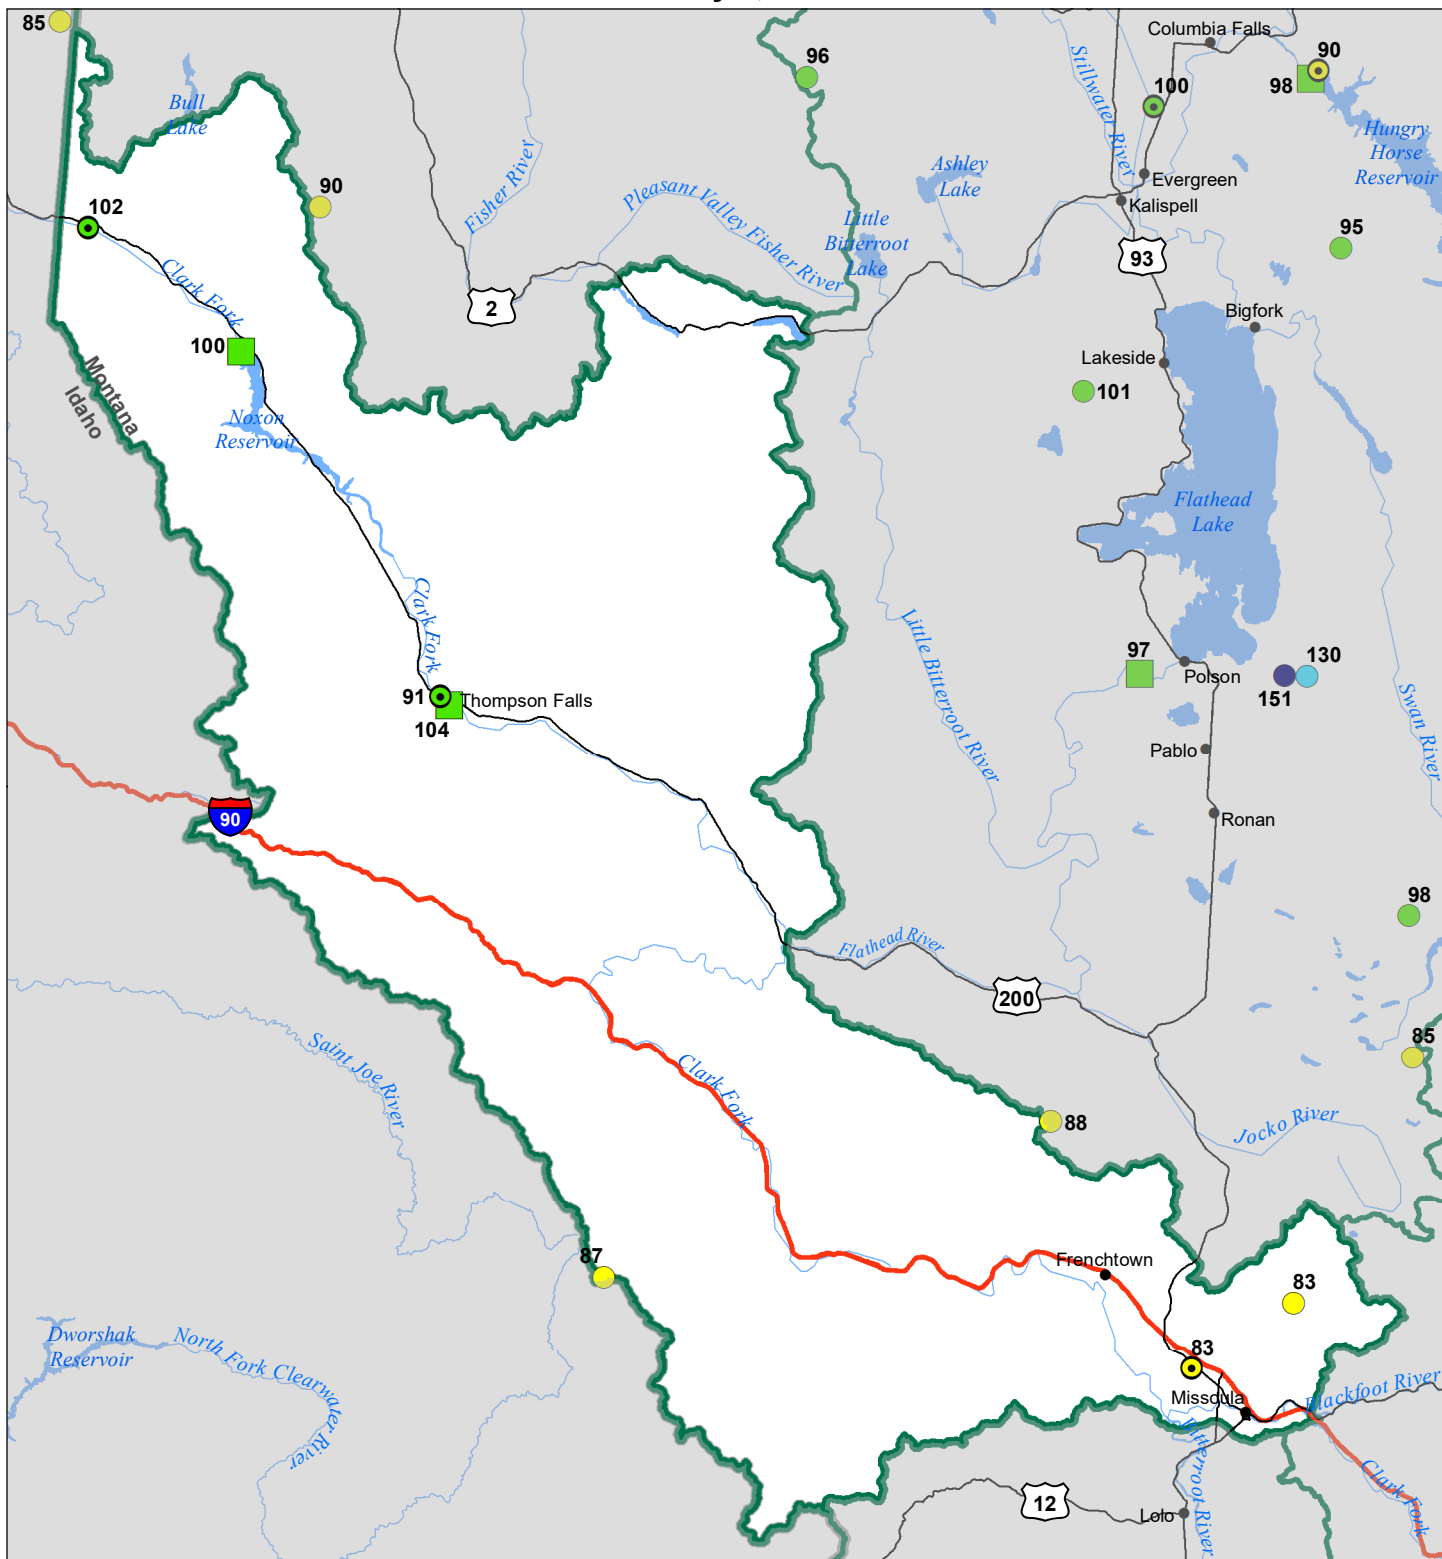 85
96
Columbia Falls
90
98
100
Stillwater River
Bull
Lake
Hungry
Horse
Reservoir
Fisher River
Ashley
Lake
Evergreen
Kalispell
90
Pleasant Valley Fisher River
Little
Bitterroot
Lake
102
93
95
Clark Fork
2
Bigfork
100
Lakeside
Montana
Idaho
101
Noxon
Reservoir
Flathead
Lake
Clark Fork
Little Bitterroot River
97
130
151
Polson
Swan River
91
Thompson Falls
104
Pablo
90
Ronan
98
Flathead River
200
Saint Joe River
85
Clark Fork
88
Jocko River
87
Frenchtown
83
Dworshak
Reservoir
North Fork Clearwater River
83
Missoula
Blackfoot River
Bitterroot River
Clark Fork
12
Lolo